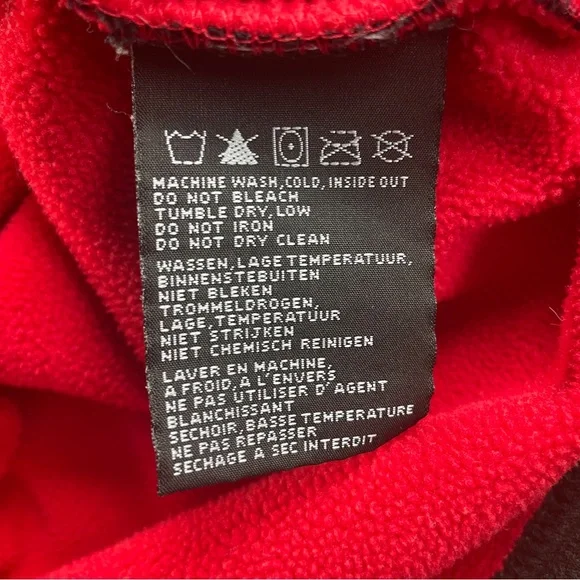 MACHINE WASH,COLD,INSIDE OUT
DO NOT BLEACH
TUMBLE DRY,LOW
DO NOT IRON
DO NOT DRY CLEAN
WASSEN,LAGE TEMPERATUUR,
BINNENSTEBUITEN
NIET BLEKEN
TROMMELDROGEN,
LAGE,TEMPERATUUR
NIET STRIJKEN
NIET CHEMISCH REINIGEN
LAVER EN MACHINE,
A FROID,A L'ENVERS
NE PAS UTILISER D'AGENT
BLANCHISSANT
SECHOIR,BASSE TEMPERATURE
NE PAS REPASSER
SECHAGE A SEC INTERDIT